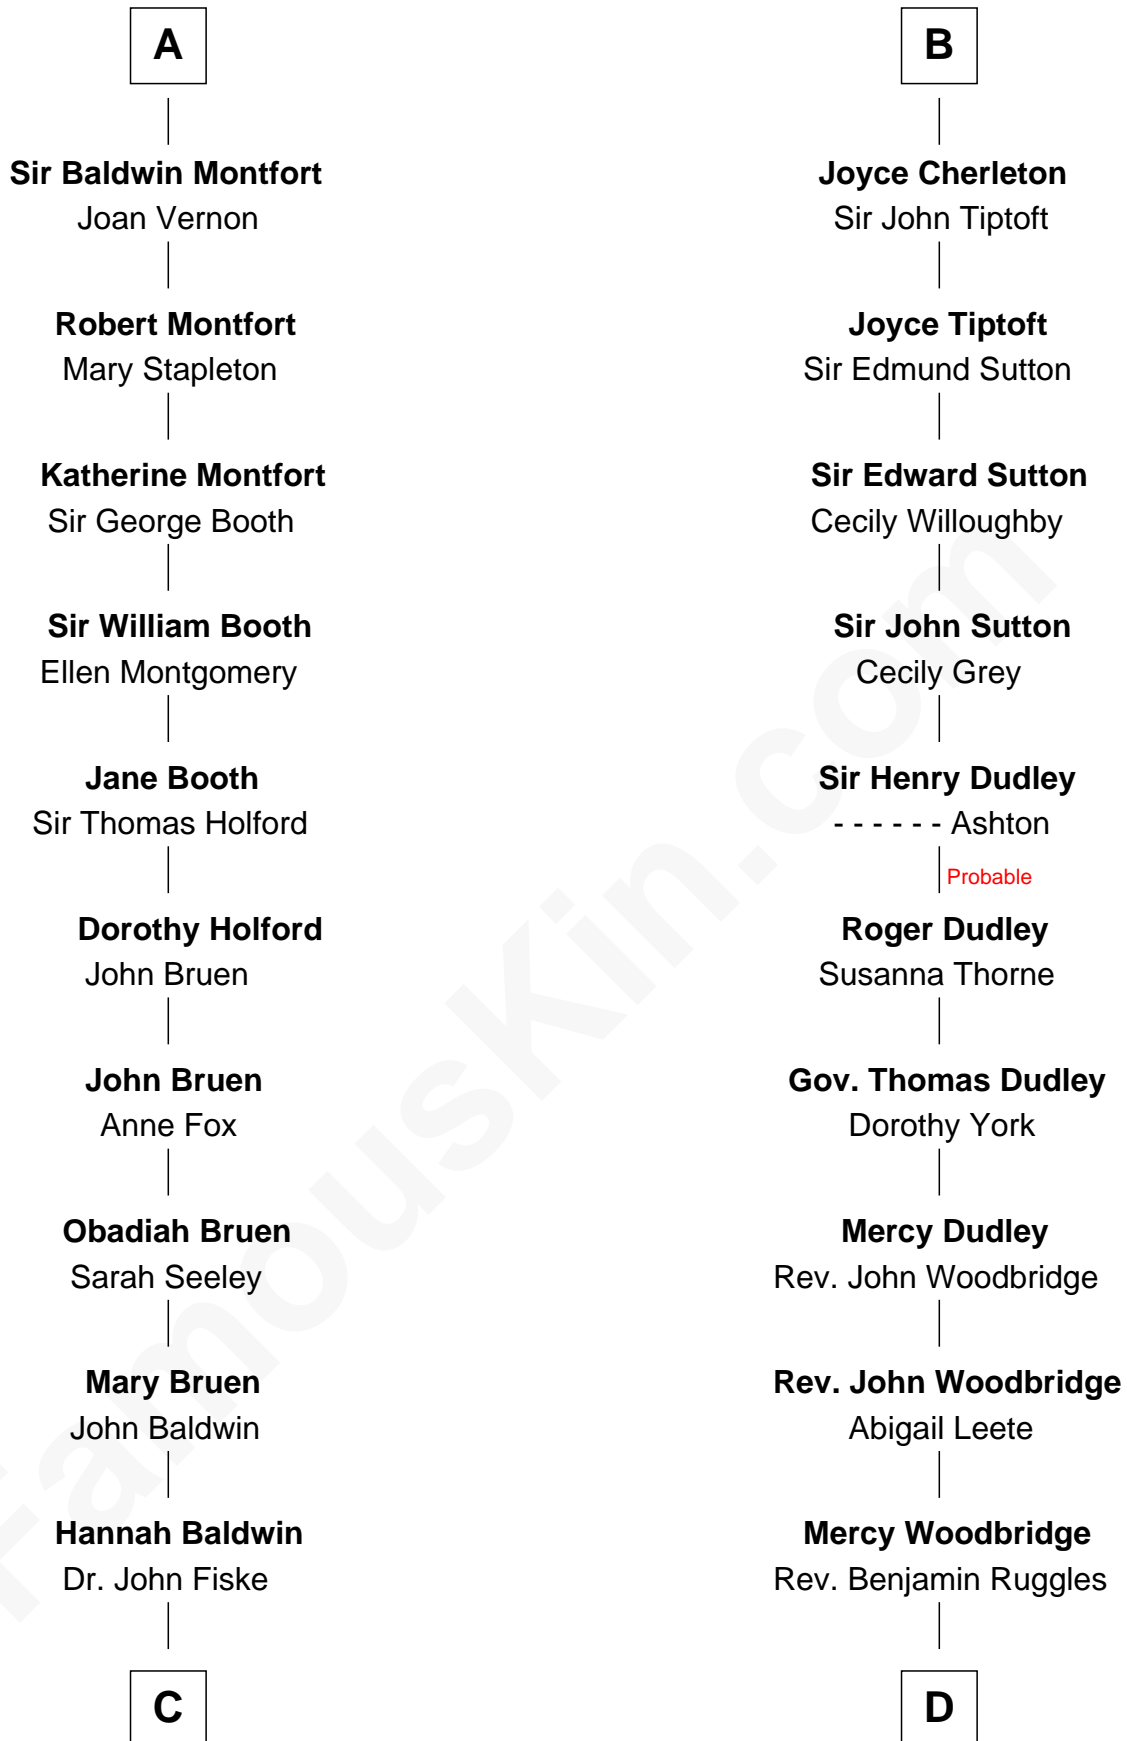 A
Sir Baldwin Montfort
Joan Vernon
Robert Montfort
Mary Stapleton
Katherine Montfort
Sir George Booth
Sir William Booth
Ellen Montgomery
Jane Booth
Sir Thomas Holford
Dorothy Holford
John Bruen
John Bruen
Anne Fox
Obadiah Bruen
Sarah Seeley
Mary Bruen
John Baldwin
Hannah Baldwin
Dr. John Fiske
C
B
Joyce Cherleton
Sir John Tiptoft
Joyce Tiptoft
Sir Edmund Sutton
Sir Edward Sutton
Cecily Willoughby
Sir John Sutton
Cecily Grey
Sir Henry Dudley
- - - - - - Ashton
Probable
Roger Dudley
Susanna Thorne
Gov. Thomas Dudley
Dorothy York
Mercy Dudley
Rev. John Woodbridge
Rev. John Woodbridge
Abigail Leete
Mercy Woodbridge
Rev. Benjamin Ruggles
D
FamousKin.com